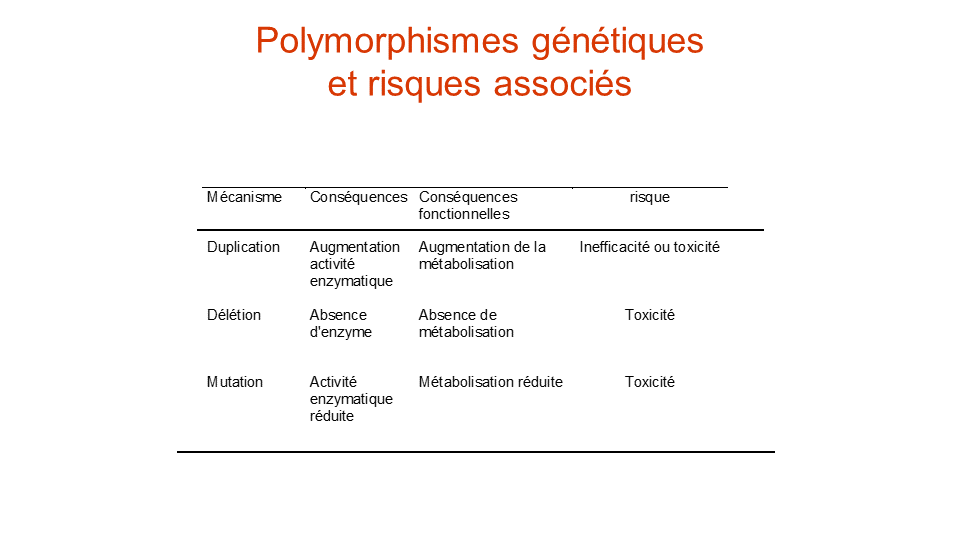 Polymorphismes génétiques
et risques associés
Mécanisme Conséquences Conséquences fonctionnelles risque
Duplication Augmentation activité enzymatique Augmentation de la métabolisation Inefficacité ou toxicité
Délétion Absence d'enzyme Absence de métabolisation Toxicité
Mutation Activité enzymatique réduite Métabolisation réduite Toxicité